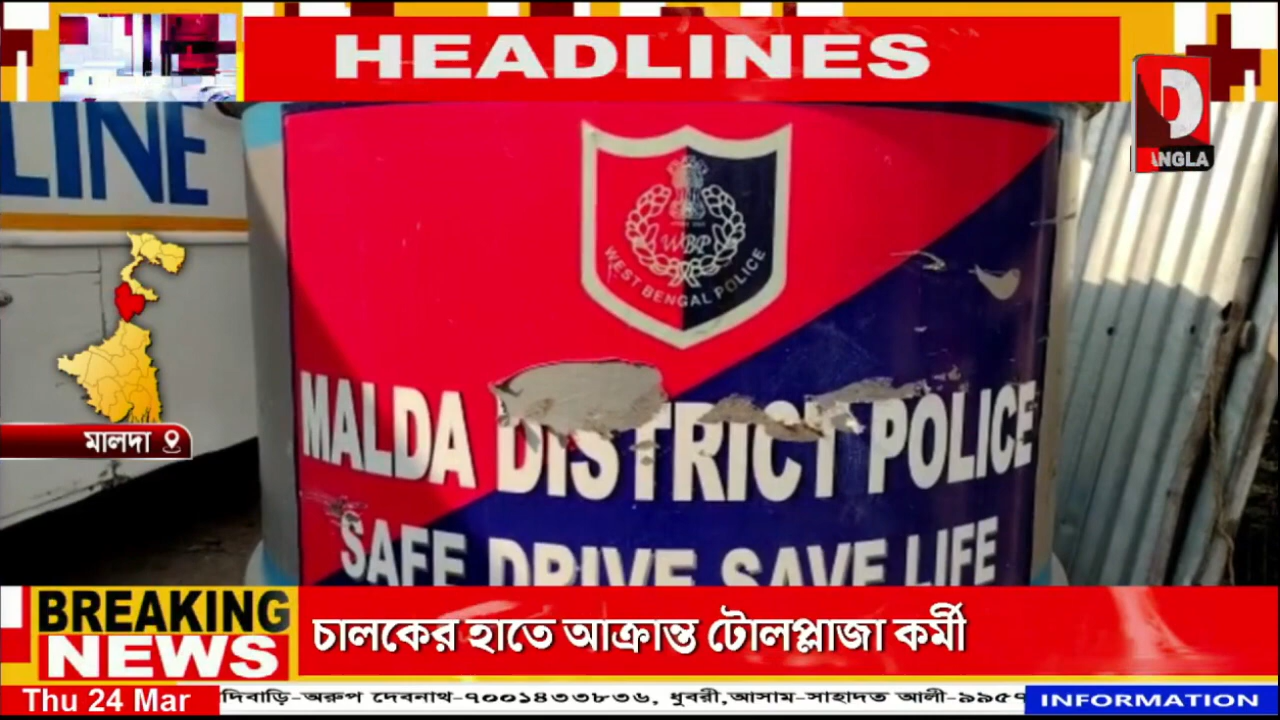 HEADLINES
D
ANGLA
LINE
WBP
WEST BENGAL POLICE
মালদা
MALDA DISTRICT POLICE
SAFE DRIVE SAVE LIFE
BREAKING
NEWS
চালকের হাতে আক্রান্ত টোলপ্লাজা কর্মী
Thu 24 Mar
দিবাড়ি-অরুপ দেবনাথ-৭০০১৪৩৩৮৩৬, ধুবরী,আসাম-সাহাদত আলী-৯৯৫৭
INFORMATION